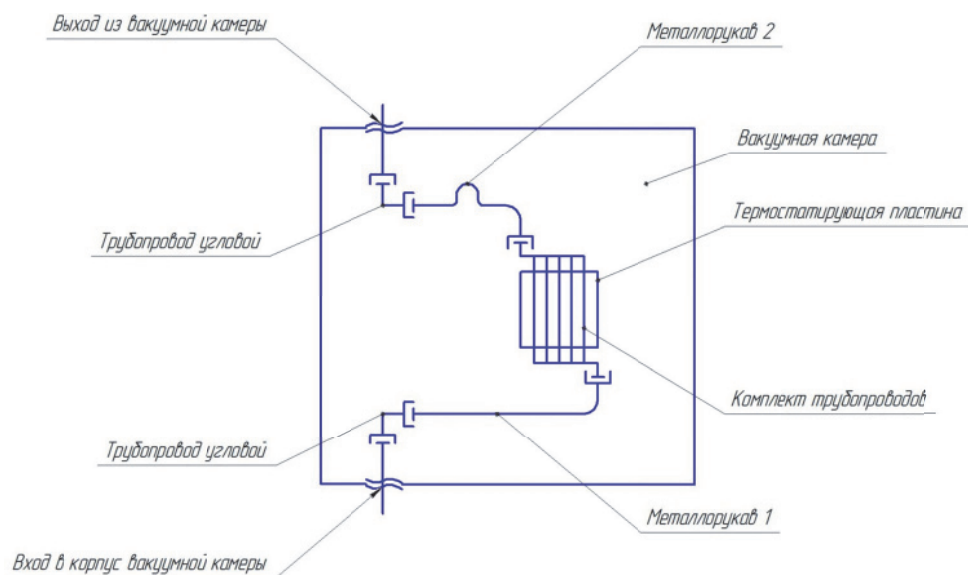 Выход из вакуумной камеры
Металлорукав 2
Вакуумная камера
Термостатирующая пластина
Трубопровод угловой
Комплект трубопроводов
Трубопровод угловой
Металлорукав 1
Вход в корпус вакуумной камеры